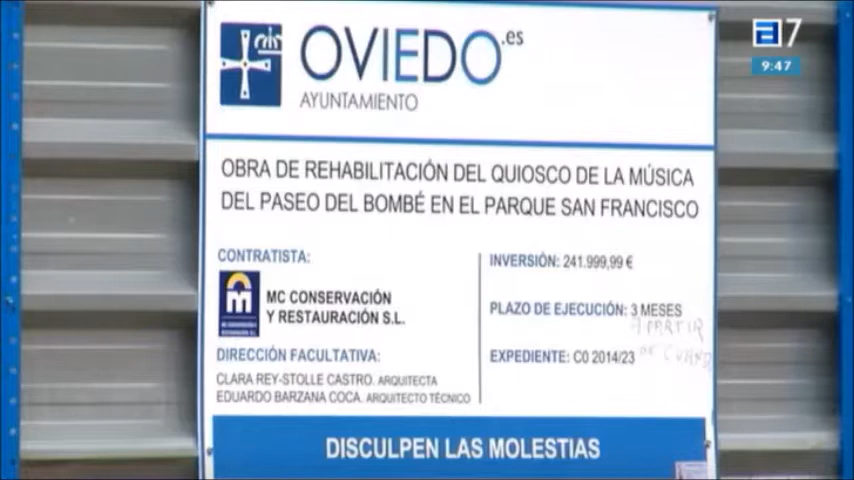 7
9:47
OVIEDO.es
AYUNTAMIENTO
OBRA DE REHABILITACIÓN DEL QUIOSCO DE LA MÚSICA
DEL PASEO DEL BOMBÉ EN EL PARQUE SAN FRANCISCO
CONTRATISTA:
MC CONSERVACIÓN
Y RESTAURACIÓN S.L.
DIRECCIÓN FACULTATIVA:
CLARA REY-STOLLE CASTRO. ARQUITECTA
EDUARDO BARZANA COCA. ARQUITECTO TÉCNICO
INVERSIÓN: 241.999,99 €
PLAZO DE EJECUCIÓN: 3 MESES
A PARTIR
DE
EXPEDIENTE: C0 2014/23
DISCULPEN LAS MOLESTIAS